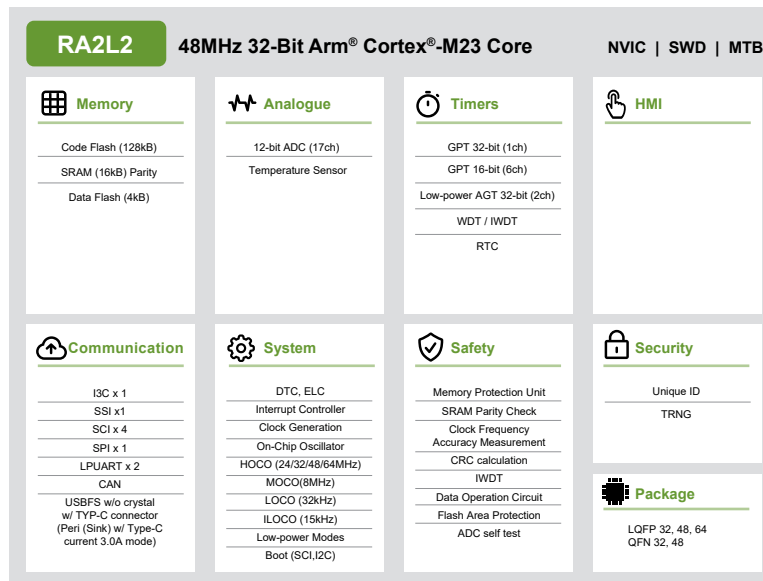 RA2L2
48MHz 32-Bit Arm® Cortex®-M23 Core
NVIC | SWD | MTB
Memory
Code Flash (128kB)
SRAM (16kB) Parity
Data Flash (4kB)
Analogue
12-bit ADC (17ch)
Temperature Sensor
Timers
GPT 32-bit (1ch)
GPT 16-bit (6ch)
Low-power AGT 32-bit (2ch)
WDT / IWDT
RTC
HMI
Communication
I3C x 1
SSI x1
SCI x 4
SPI x 1
LPUART x 2
CAN
USBFS w/o crystal
w/ TYP-C connector
(Peri (Sink) w/ Type-C
current 3.0A mode)
System
DTC, ELC
Interrupt Controller
Clock Generation
On-Chip Oscillator
HOCO (24/32/48/64MHz)
MOCO(8MHz)
LOCO (32kHz)
ILOCO (15kHz)
Low-power Modes
Boot (SCI,I2C)
Safety
Memory Protection Unit
SRAM Parity Check
Clock Frequency
Accuracy Measurement
CRC calculation
IWDT
Data Operation Circuit
Flash Area Protection
ADC self test
Security
Unique ID
TRNG
Package
LQFP 32, 48, 64
QFN 32, 48